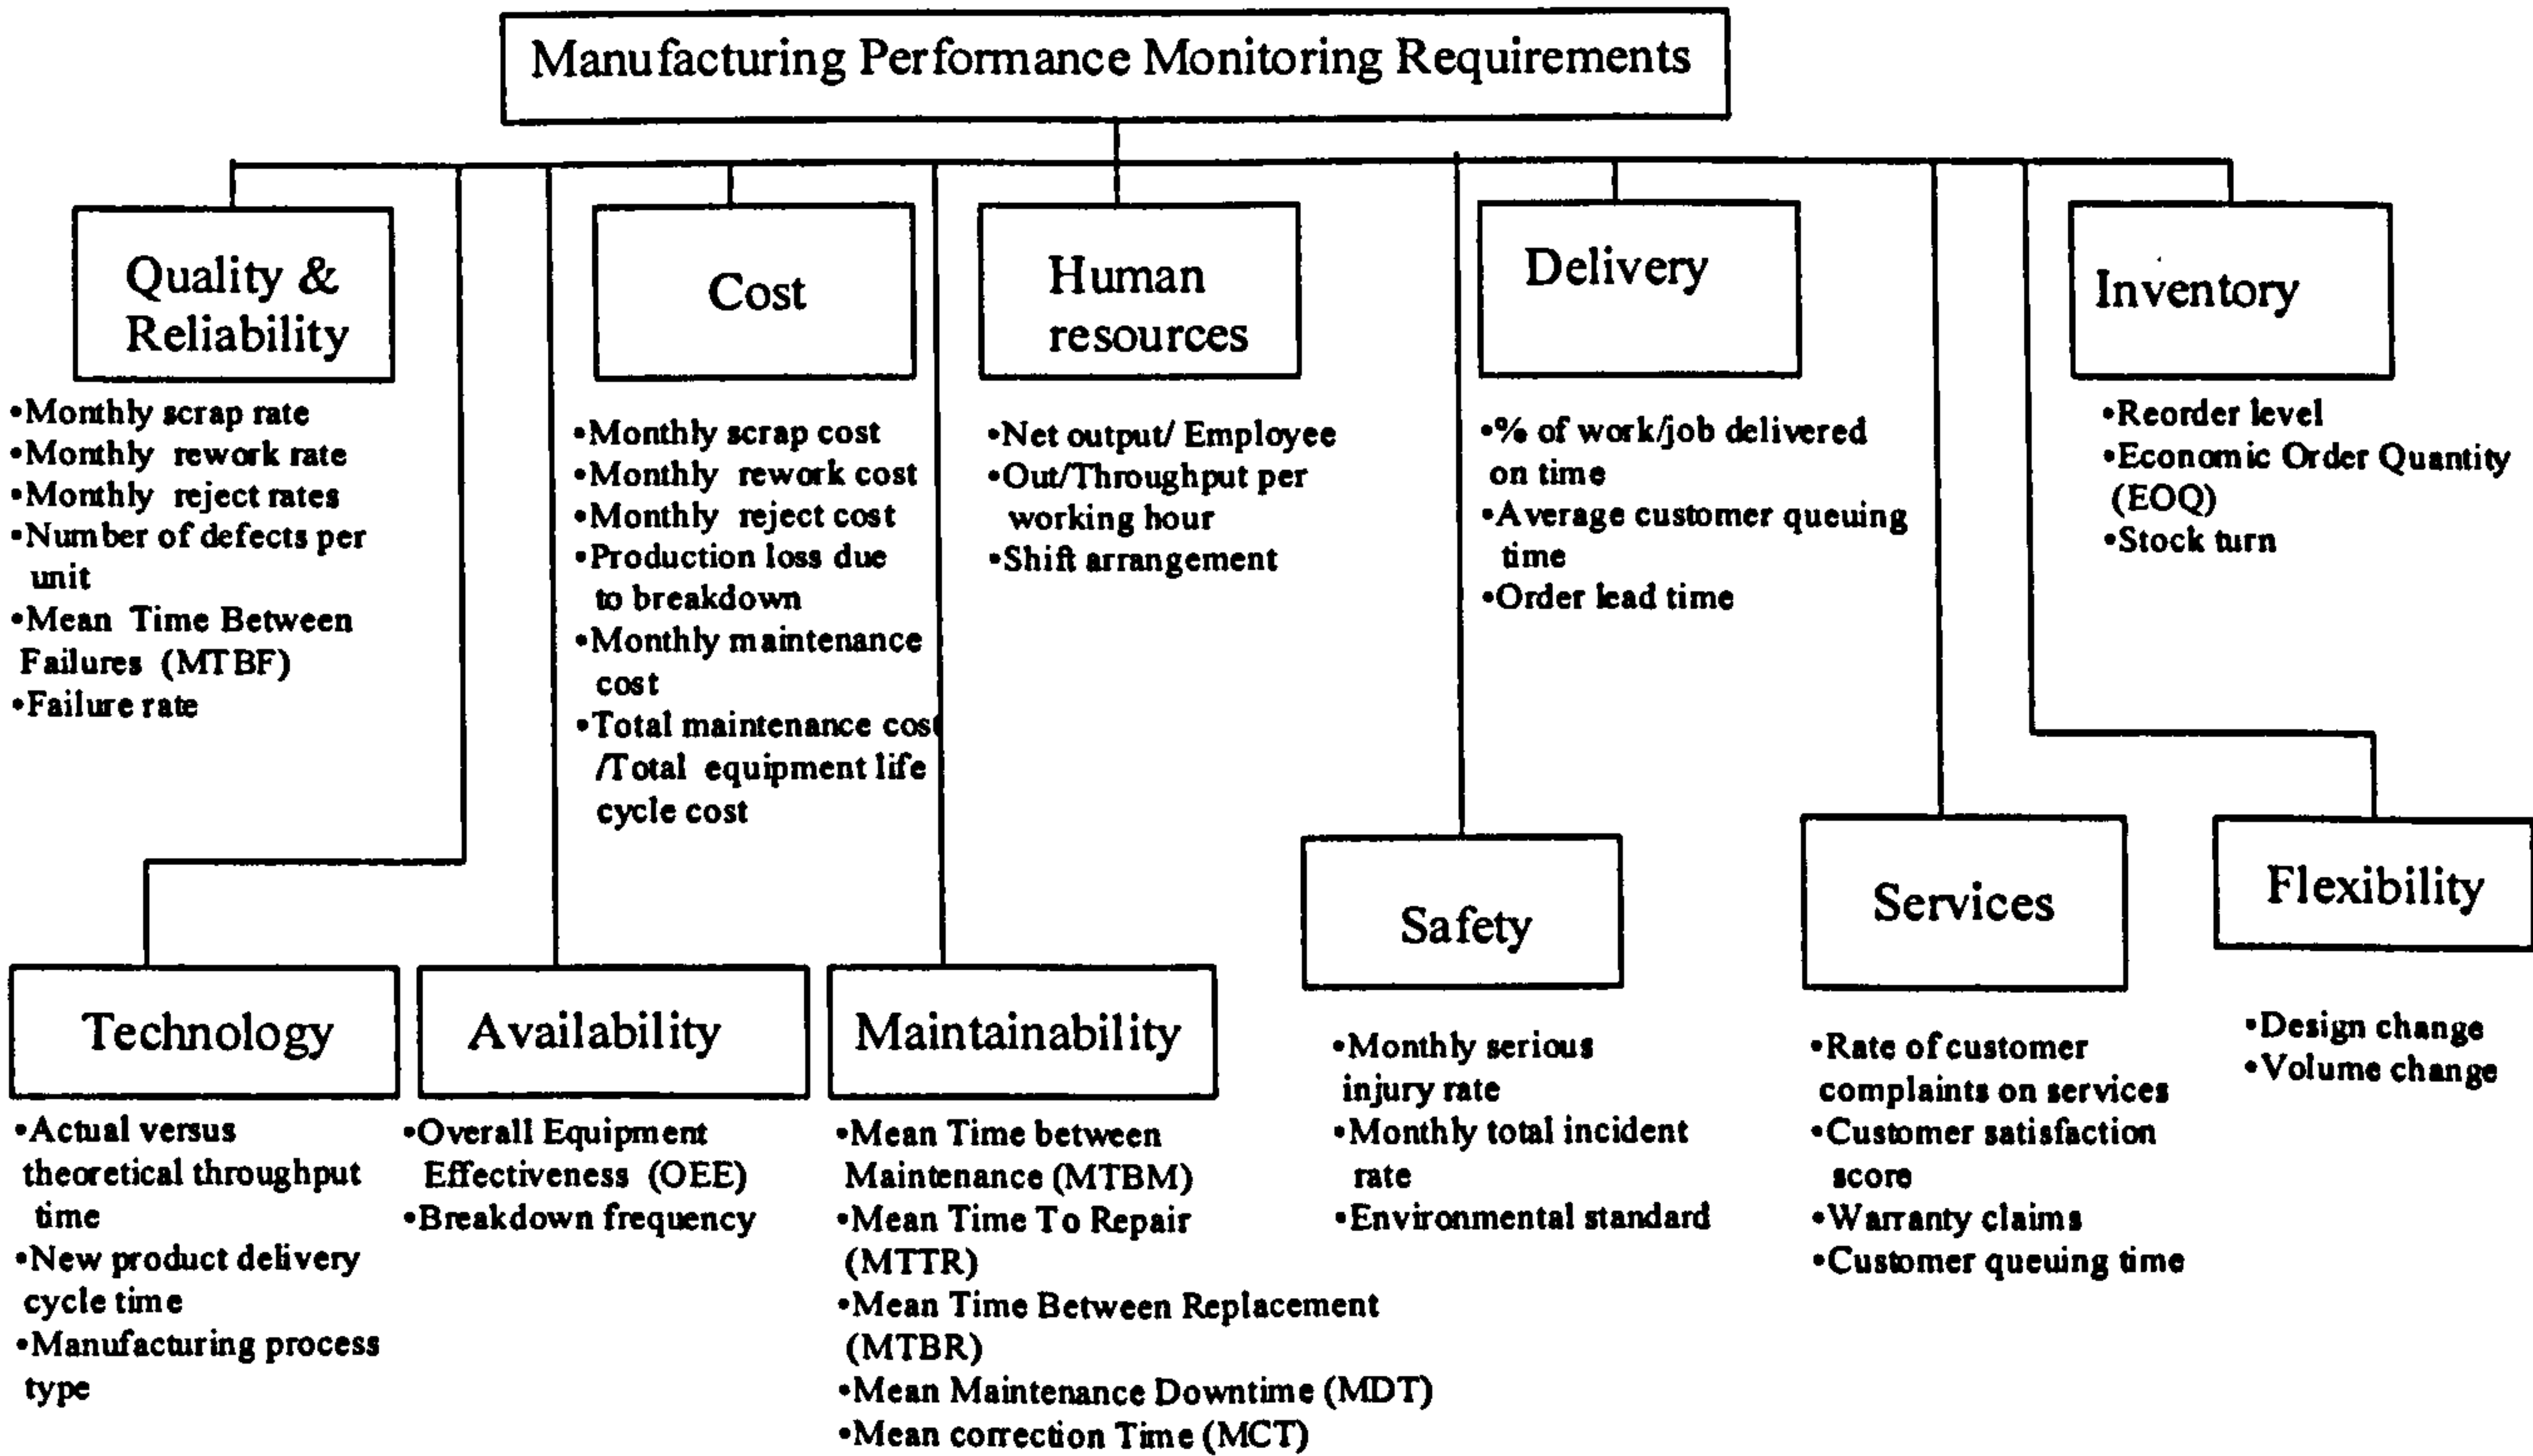 Manufacturing Performance Monitoring Requirements
Quality &
Reliability
•Monthly scrap rate
•Monthly rework rate
•Monthly reject rates
•Number of defects per
unit
•Mean Time Between
Failures (MTBF)
•Failure rate
Cost
•Monthly scrap cost
•Monthly rework cost
•Monthly reject cost
•Production loss due
to breakdown
•Monthly maintenance
cost
•Total maintenance cost
/Total equipment life
cycle cost
Human
resources
•Net output/ Employee
•Out/Throughput per
working hour
•Shift arrangement
Delivery
•% of work/job delivered
on time
•Average customer queuing
time
•Order lead time
Inventory
•Reorder level
•Economic Order Quantity
(EOQ)
•Stock turn
Technology
•Actual versus
theoretical throughput
time
•New product delivery
cycle time
•Manufacturing process
type
Availability
•Overall Equipment
Effectiveness (OEE)
•Breakdown frequency
Maintainability
•Mean Time between
Maintenance (MTBM)
•Mean Time To Repair
(MTTR)
•Mean Time Between Replacement
(MTBR)
•Mean Maintenance Downtime (MDT)
•Mean correction Time (MCT)
Safety
•Monthly serious
injury rate
•Monthly total incident
rate
•Environmental standard
Services
•Rate of customer
complaints on services
•Customer satisfaction
score
•Warranty claims
•Customer queuing time
Flexibility
•Design change
•Volume change